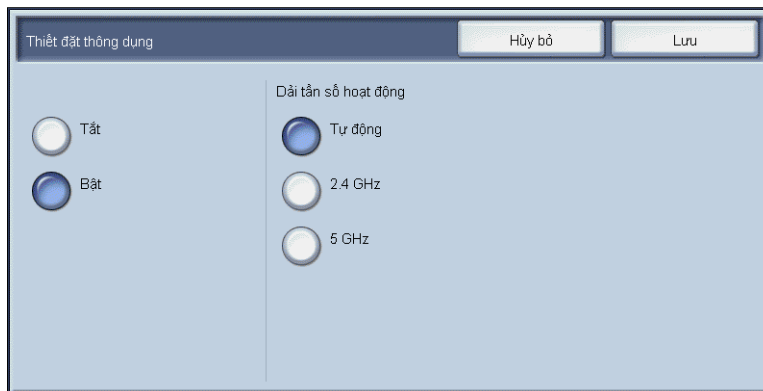 Thiết đặt thông dụng
Hủy bỏ
Lưu
Tắt
Bật
Dải tần số hoạt động
Tự động
2.4 GHz
5 GHz